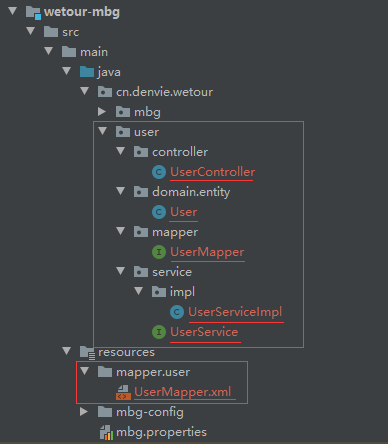 wetour-mbg
src
main
java
cn.denvie.wetour
mbg
user
controller
UserController
domain.entity
User
mapper
UserMapper
service
impl
UserServiceImpl
UserService
resources
mapper.user
UserMapper.xml
mbg-config
mbg.properties